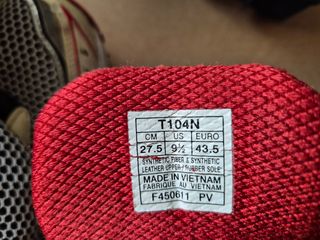 T104N
CM US EURO
27.5 9½ 43.5
SYNTHETIC FIBER & SYNTHETIC
LEATHER UPPER / RUBBER SOLE
MADE IN VIETNAM
FABRIQUE AU VIETNAM
F450611 PV